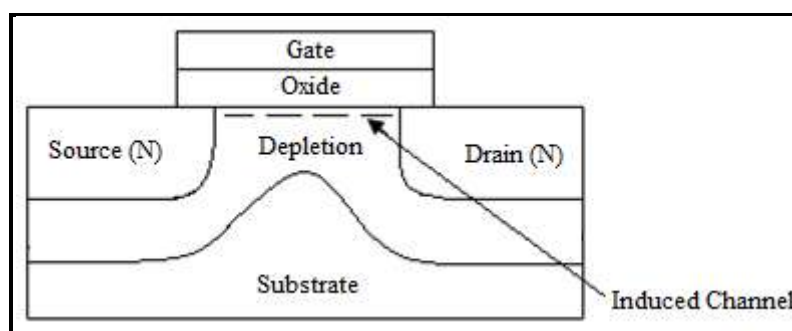 Gate
Oxide
Source (N)
Depletion
Drain (N)
Substrate
Induced Channel